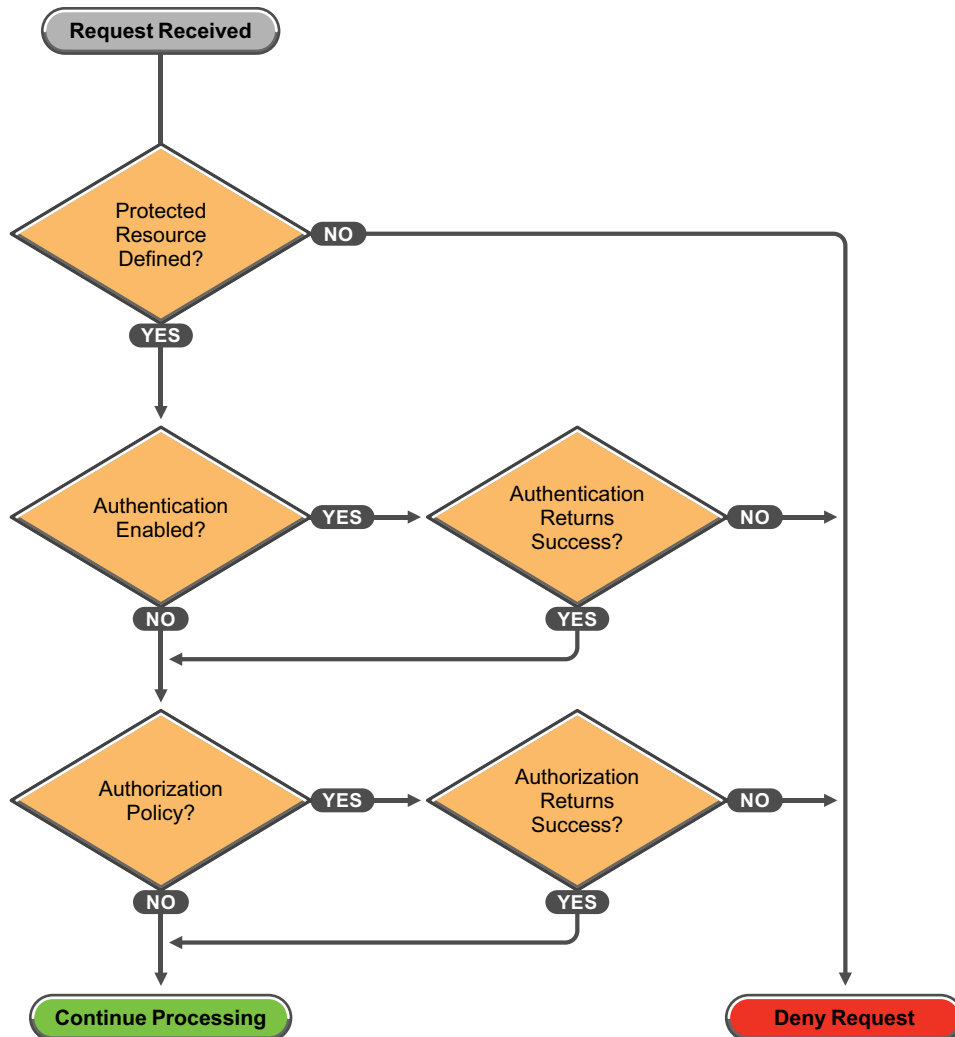 Request Received
Protected
Resource
Defined?
NO
YES
Authentication
Enabled?
YES
Authentication
Returns
Success?
NO
NO
YES
Authorization
Policy?
YES
Authorization
Returns
Success?
NO
NO
YES
Continue Processing
Deny Request